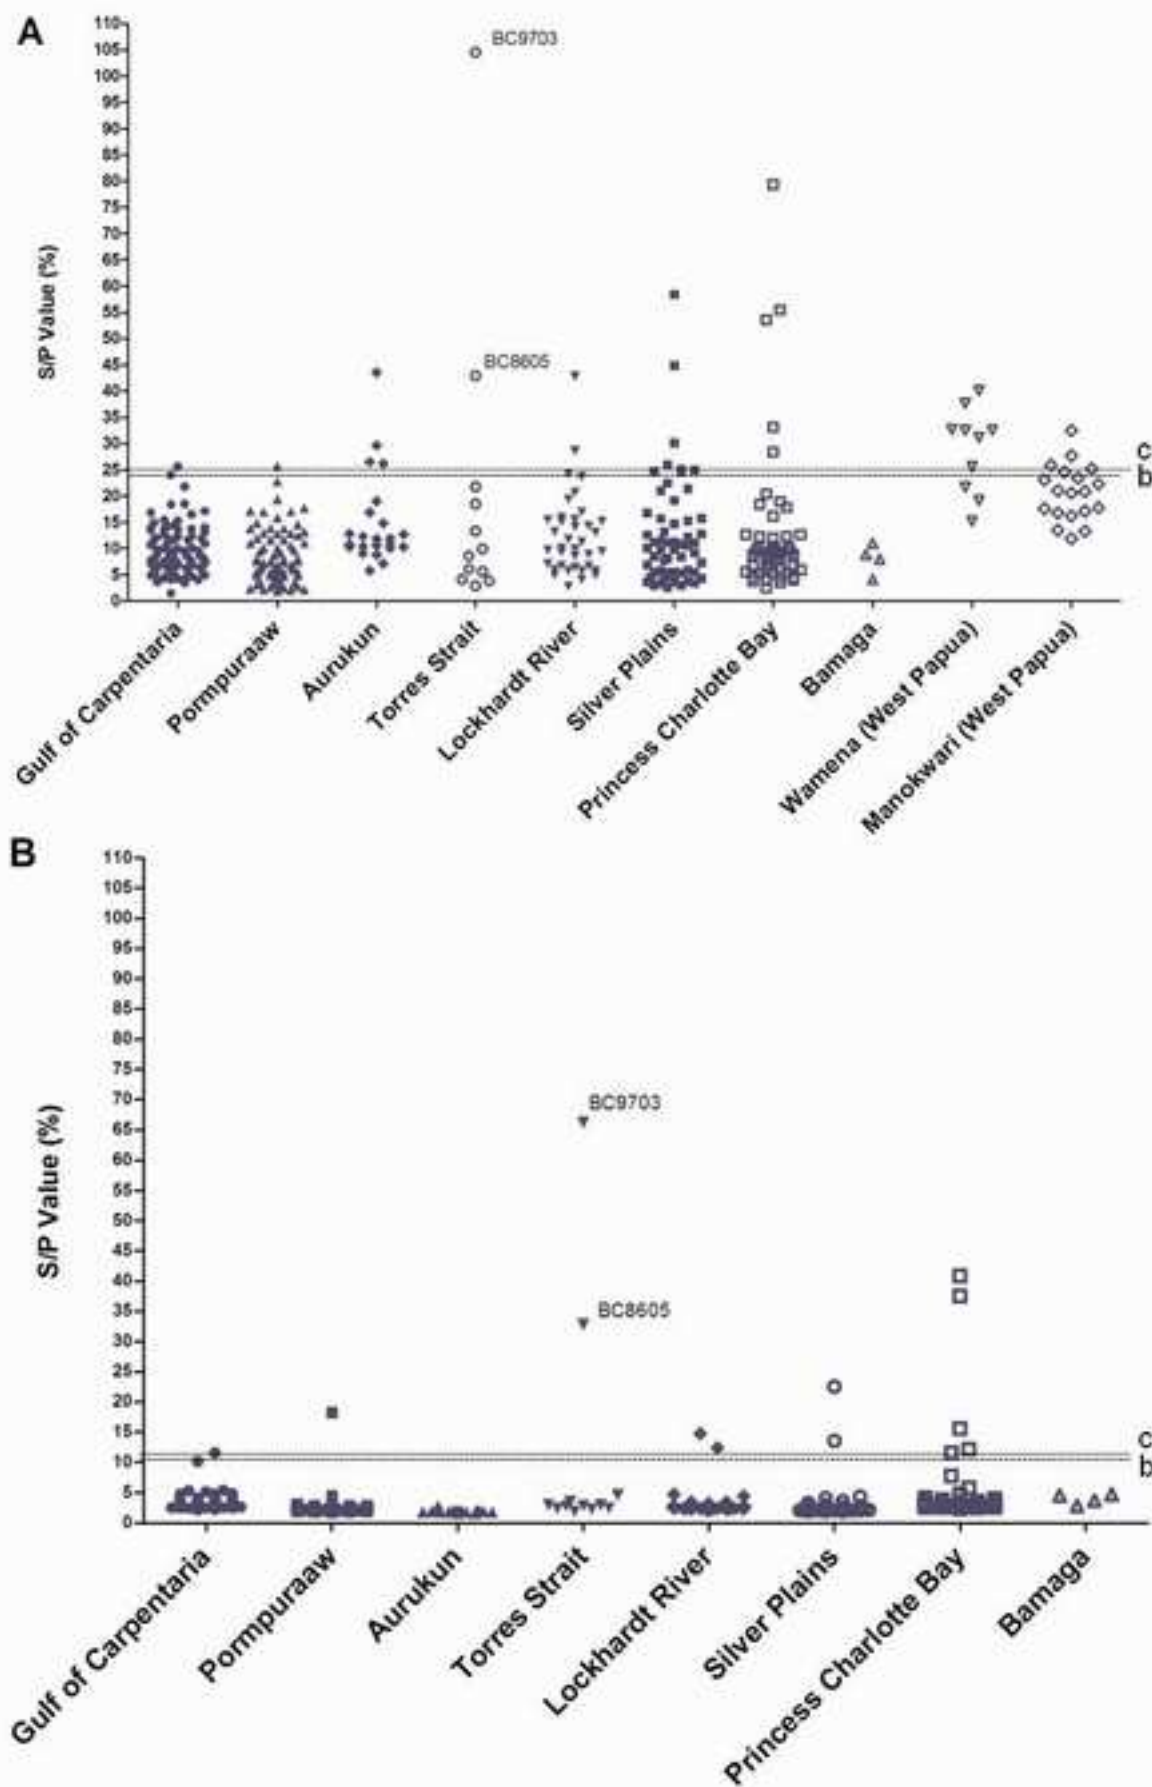 A
110
105
100
95
90
85
80
75
70
65
60
55
50
45
40
35
30
25
20
15
10
5
0
S/P Value (%)
BC9703
BC8605
c
b
Gulf of Carpentaria
Pormpuraaw
Aurukun
Torres Strait
Lockhardt River
Silver Plains
Princess Charlotte Bay
Bamaga
Wamena (West Papua)
Manokwari (West Papua)
B
110
105
100
95
90
85
80
75
70
65
60
55
50
45
40
35
30
25
20
15
10
5
0
S/P Value (%)
BC9703
BC8605
c
b
Gulf of Carpentaria
Pormpuraaw
Aurukun
Torres Strait
Lockhardt River
Silver Plains
Princess Charlotte Bay
Bamaga